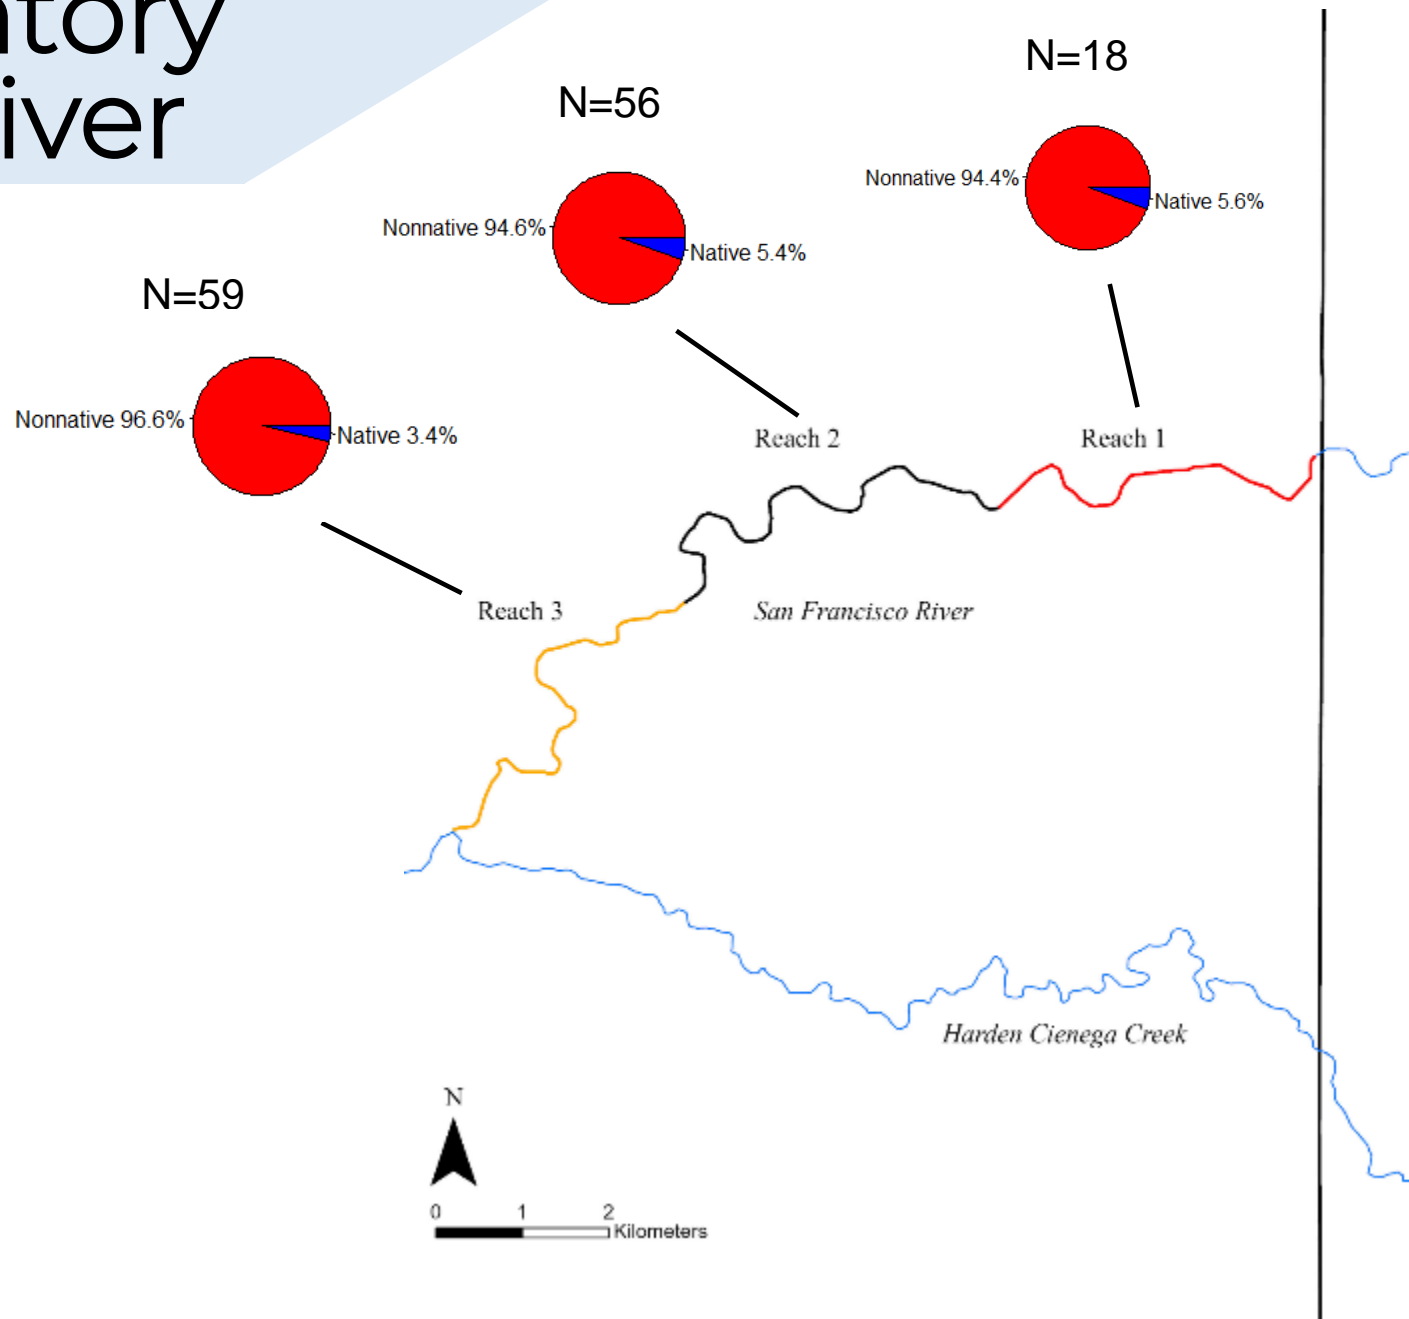 tory
iver
N=18
Nonnative 94.4%
Native 5.6%
N=56
Nonnative 94.6%
Native 5.4%
N=59
Nonnative 96.6%
Native 3.4%
Reach 2
Reach 1
Reach 3
San Francisco River
Harden Cienega Creek
N
0 1 2
Kilometers